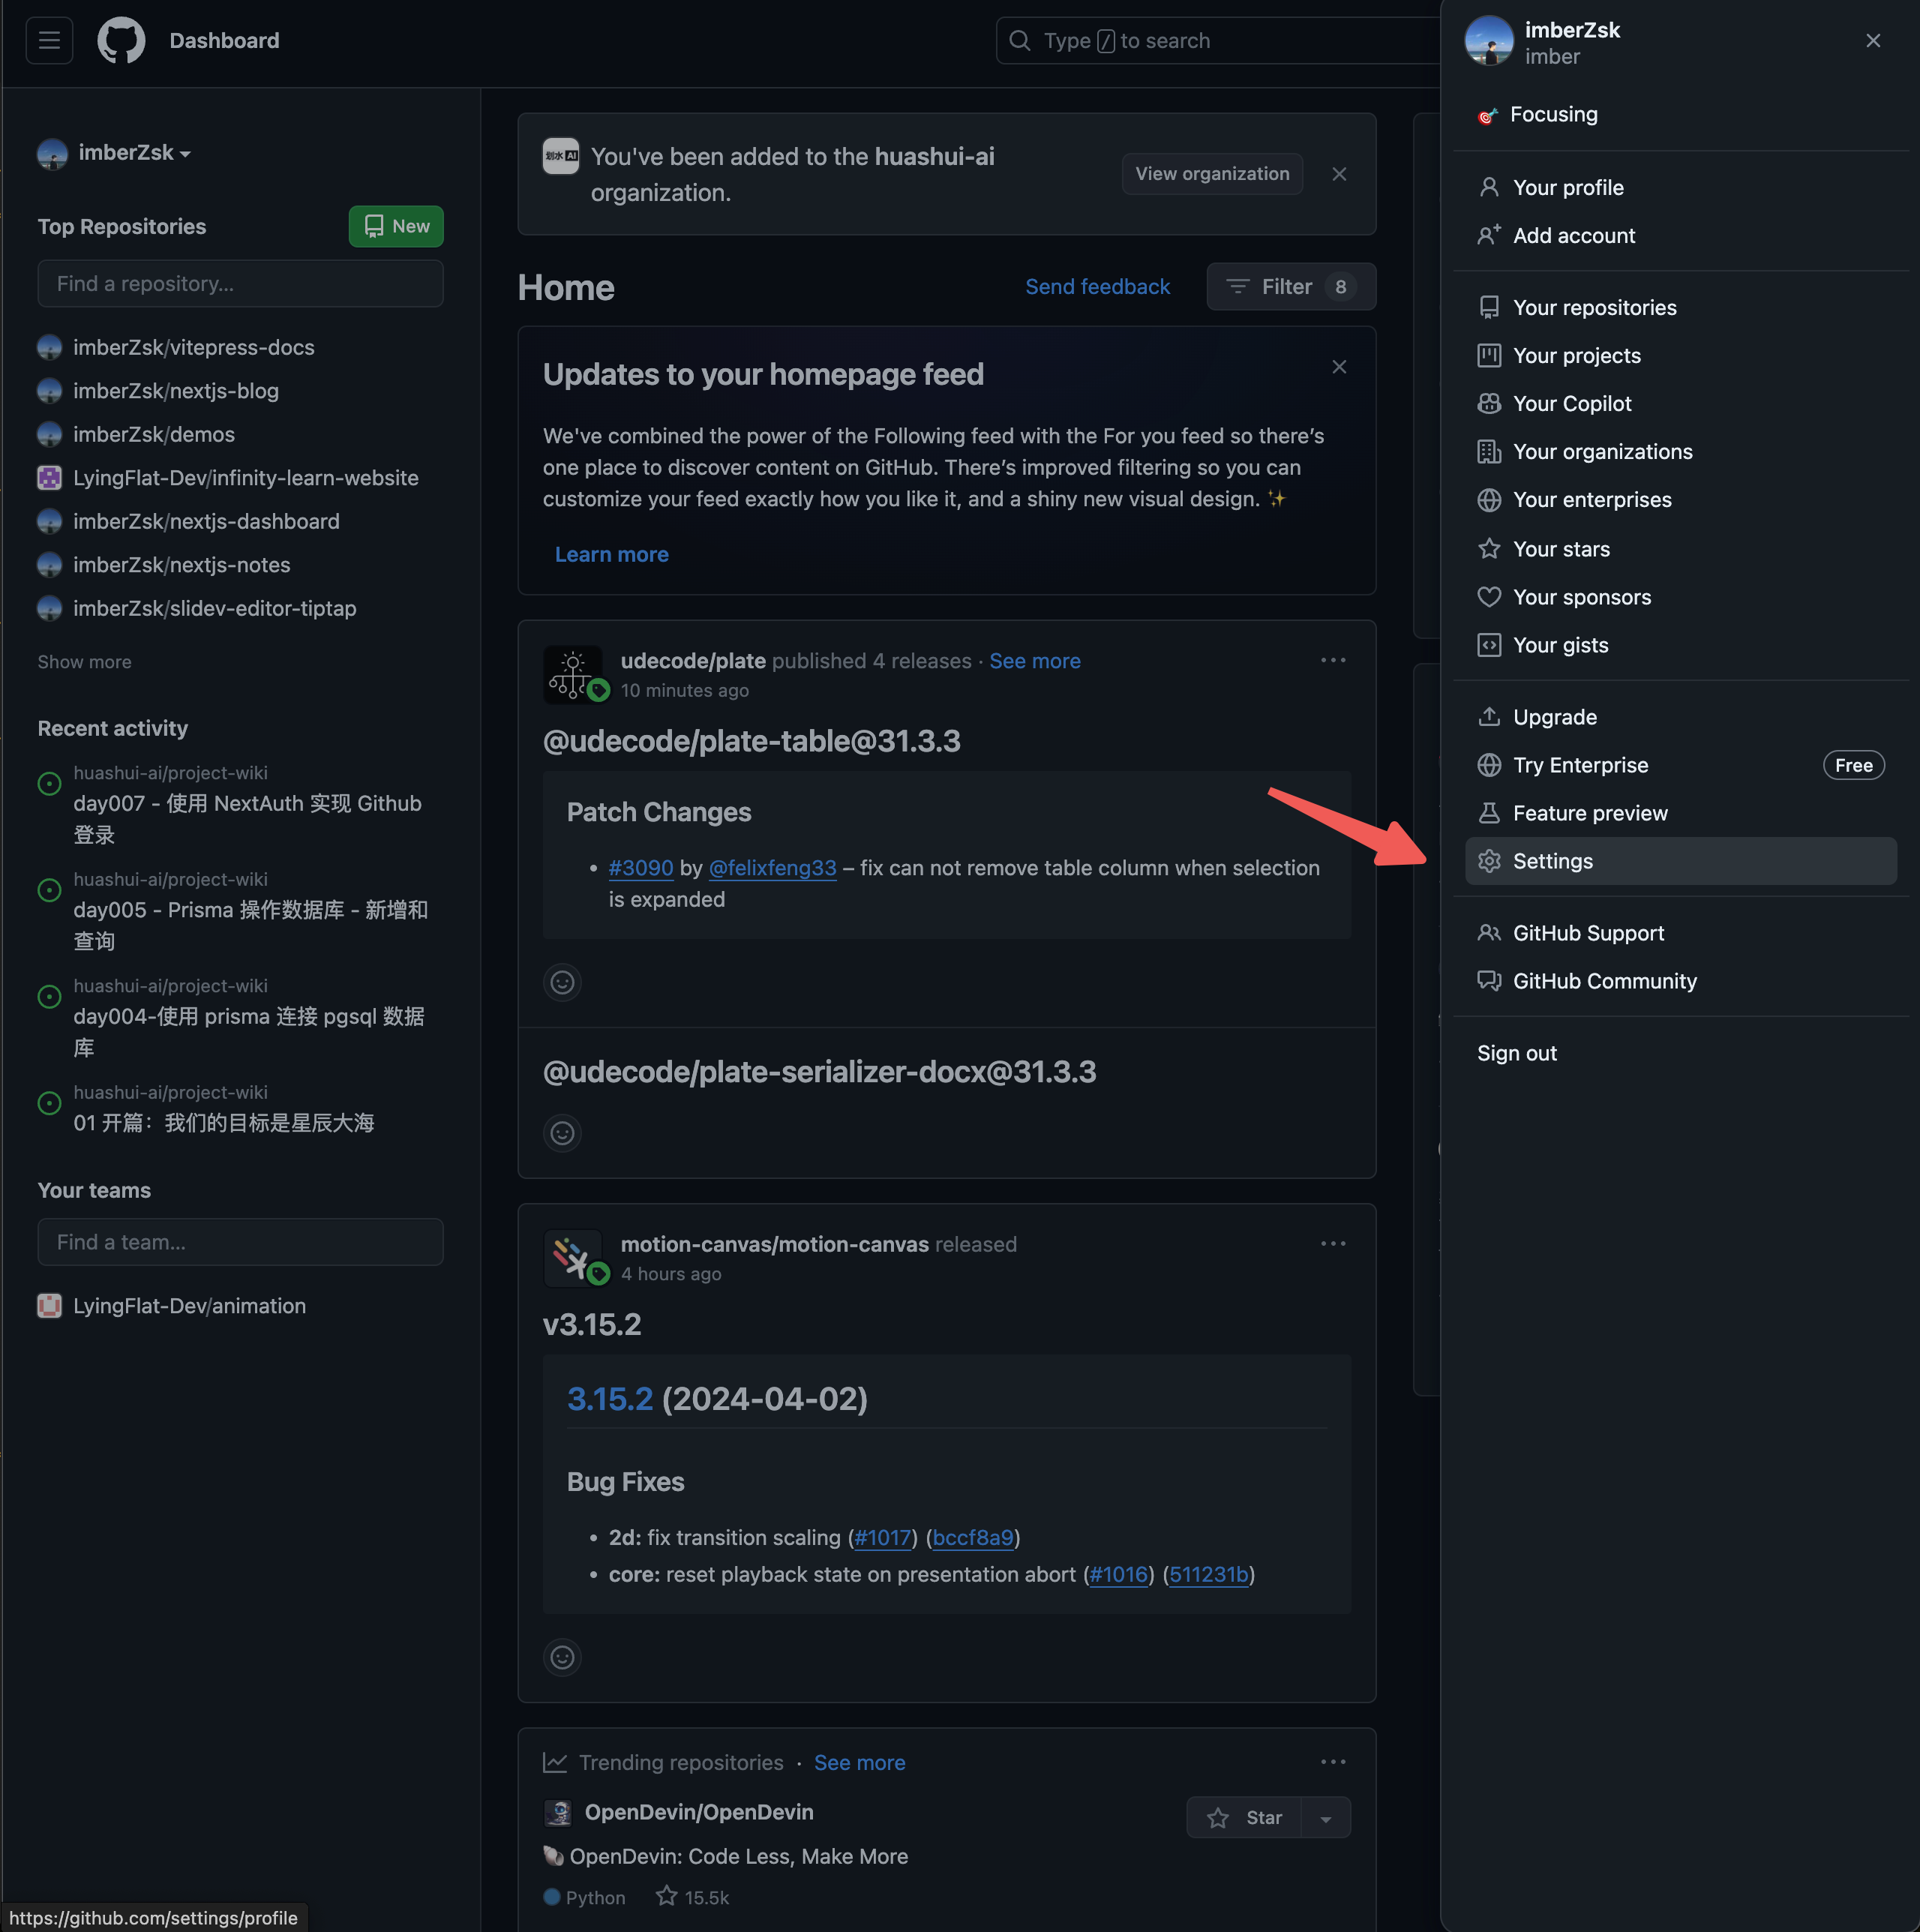 Dashboard
Type / to search
imberZsk
imber
Focusing
Your profile
Add account
Your repositories
Your projects
Your Copilot
Your organizations
Your enterprises
Your stars
Your sponsors
Your gists
Upgrade
Try Enterprise
Free
Feature preview
Settings
GitHub Support
GitHub Community
Sign out
imberZsk
Top Repositories
New
Find a repository...
imberZsk/vitepress-docs
imberZsk/nextjs-blog
imberZsk/demos
LyingFlat-Dev/infinity-learn-website
imberZsk/nextjs-dashboard
imberZsk/nextjs-notes
imberZsk/slidev-editor-tiptap
Show more
Recent activity
huashui-ai/project-wiki
day007 - 使用 NextAuth 实现 Github
登录
huashui-ai/project-wiki
day005 - Prisma 操作数据库 - 新增和
查询
huashui-ai/project-wiki
day004-使用 prisma 连接 pgsql 数据
库
huashui-ai/project-wiki
01 开篇：我们的目标是星辰大海
Your teams
Find a team...
LyingFlat-Dev/animation
划水 AI
You've been added to the huashui-ai
organization.
View organization
Home
Send feedback
Filter 8
Updates to your homepage feed
We've combined the power of the Following feed with the For you feed so there’s
one place to discover content on GitHub. There’s improved filtering so you can
customize your feed exactly how you like it, and a shiny new visual design. ✨
Learn more
udecode/plate published 4 releases · See more
10 minutes ago
@udecode/plate-table@31.3.3
Patch Changes
• #3090 by @felixfeng33 – fix can not remove table column when selection
is expanded
@udecode/plate-serializer-docx@31.3.3
motion-canvas/motion-canvas released
4 hours ago
v3.15.2
3.15.2 (2024-04-02)
Bug Fixes
• 2d: fix transition scaling (#1017) (bccf8a9)
• core: reset playback state on presentation abort (#1016) (511231b)
Trending repositories · See more
OpenDevin/OpenDevin
Star
🐚 OpenDevin: Code Less, Make More
Python
15.5k
https://github.com/settings/profile